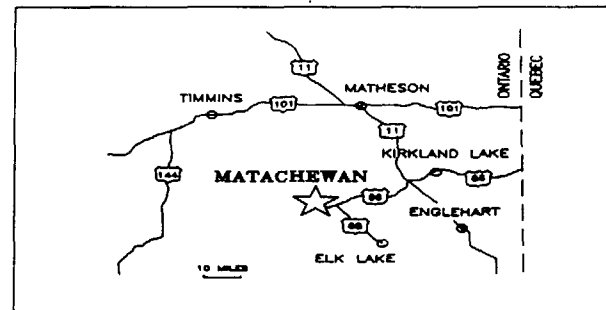 ONTARIO
QUEBEC
11
TIMMINS
MATHESON
101
101
11
KIRKLAND LAKE
144
MATACHEWAN
66
66
ENGLEHART
66
ELK LAKE
10 MILES